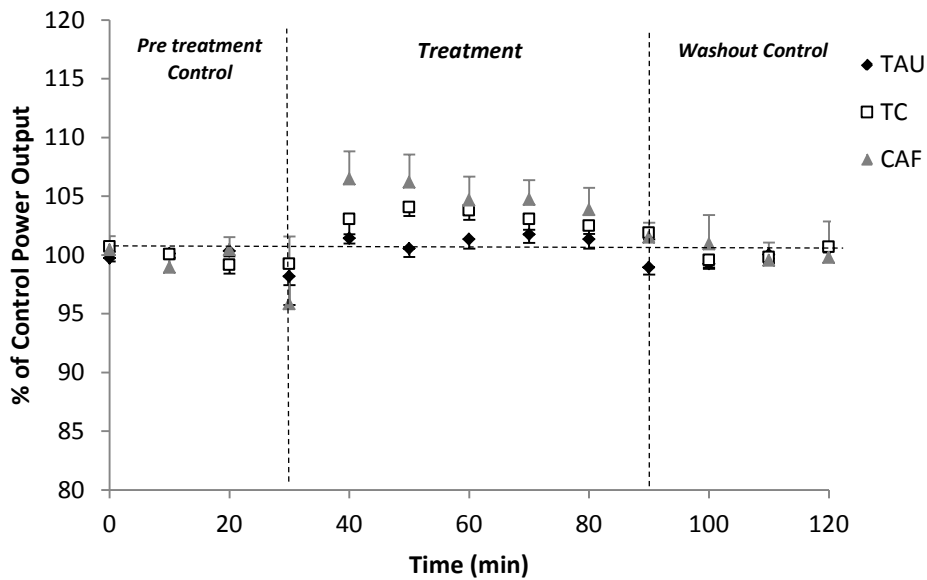 120
115
110
105
100
95
90
85
80
% of Control Power Output
Pre treatment
Control
Treatment
Washout Control
TAU
TC
CAF
0
20
40
60
80
100
120
Time (min)